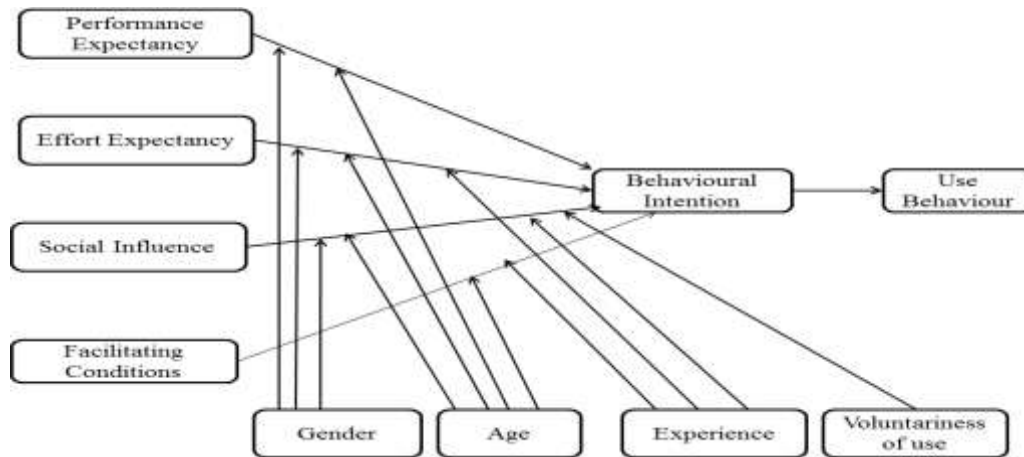 Performance
Expectancy
Effort Expectancy
Behavioural
Intention
Use
Behaviour
Social Influence
Facilitating
Conditions
Gender
Age
Experience
Voluntariness
of use